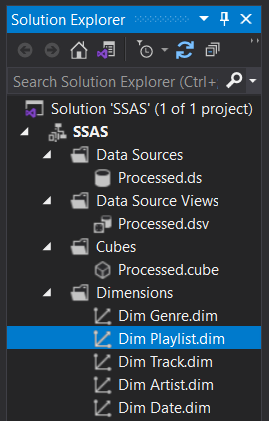 Solution Explorer
Search Solution Explorer (Ctrl+
Solution 'SSAS' (1 of 1 project)
SSAS
Data Sources
Processed.ds
Data Source Views
Processed.dsv
Cubes
Processed.cube
Dimensions
Dim Genre.dim
Dim Playlist.dim
Dim Track.dim
Dim Artist.dim
Dim Date.dim